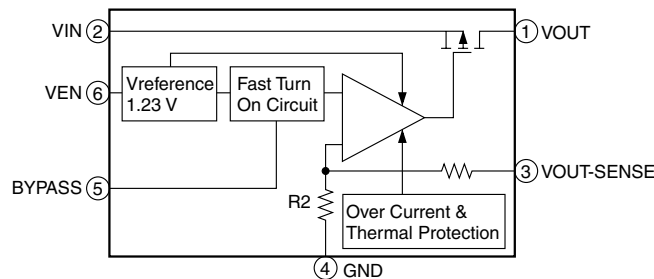 VIN 2
1 VOUT
VEN 6
Vreference
1.23 V
Fast Turn
On Circuit
BYPASS 5
3 VOUT-SENSE
R2
Over Current &
Thermal Protection
4 GND